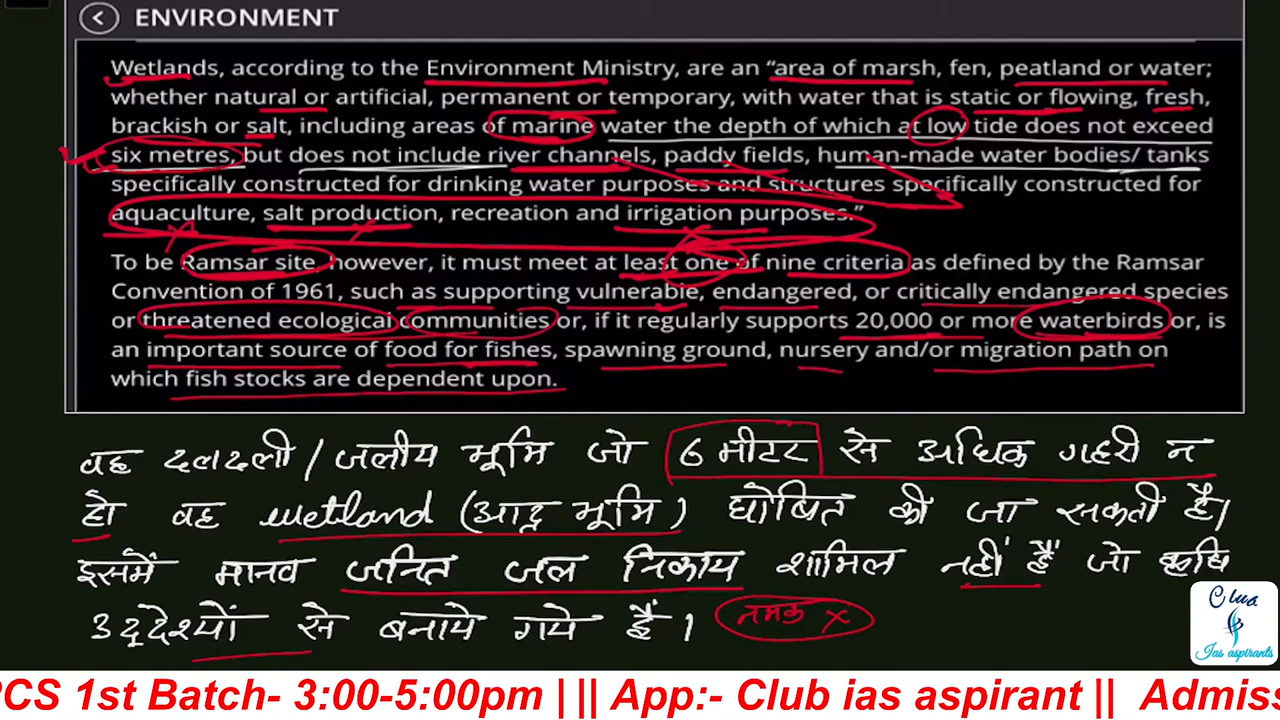 ENVIRONMENT
Wetlands, according to the Environment Ministry, are an “area of marsh, fen, peatland or water;
whether natural or artificial, permanent or temporary, with water that is static or flowing, fresh,
brackish or salt, including areas of marine water the depth of which at low tide does not exceed
six metres, but does not include river channels, paddy fields, human-made water bodies/ tanks
specifically constructed for drinking water purposes and structures specifically constructed for
aquaculture, salt production, recreation and irrigation purposes.”
To be Ramsar site, however, it must meet at least one of nine criteria as defined by the Ramsar
Convention of 1961, such as supporting vulnerable, endangered, or critically endangered species
or threatened ecological communities or, if it regularly supports 20,000 or more waterbirds or, is
an important source of food for fishes, spawning ground, nursery and/or migration path on
which fish stocks are dependent upon.
वह दलदली/जलीय भूमि जो 6 मीटर से अधिक गहरी न
हो वह wetland (आद्र भूमि) घोषित की जा सकती है।
इसमें मानव जनित जल निकाय शामिल नहीं हैं जो कृषि
उद्देश्यों से बनाये गये हैं। नमक X
Club
Ias aspirants
PCS 1st Batch- 3:00-5:00pm | || App:- Club ias aspirant || Admiss